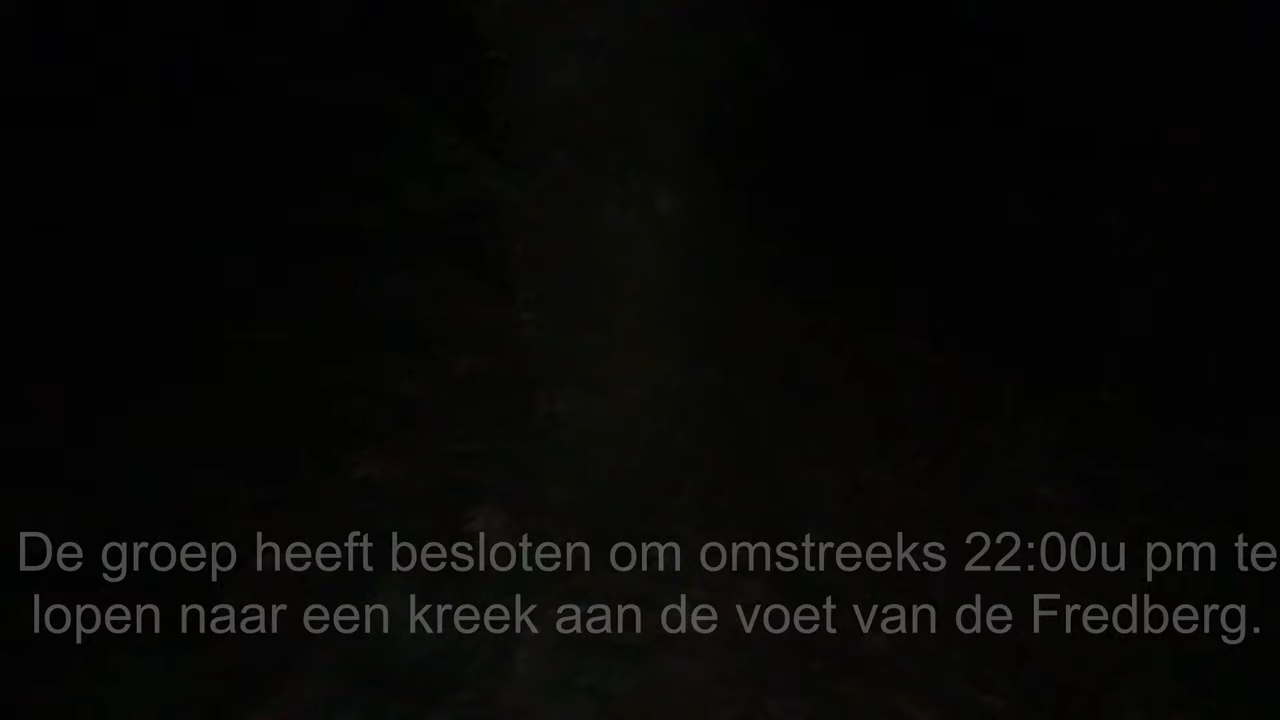 De groep heeft besloten om omstreeks 22:00u pm te
lopen naar een kreek aan de voet van de Fredberg.